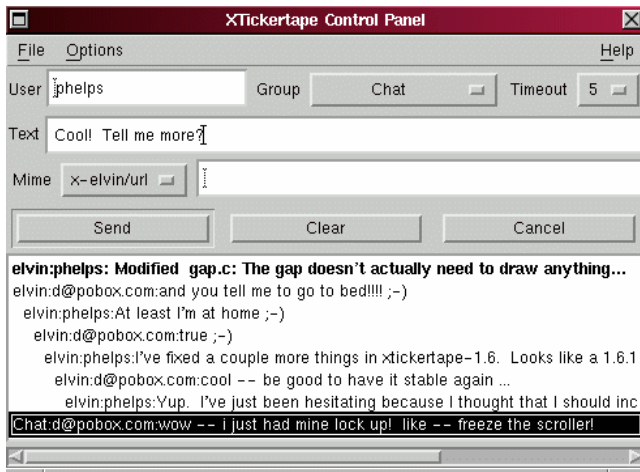 XTickertape Control Panel
File Options Help
User phelps Group Chat Timeout 5
Text Cool! Tell me more?
Mime x-elvin/url
Send Clear Cancel
elvin:phelps: Modified gap.c: The gap doesn't actually need to draw anything...
elvin:d@pobox.com:and you tell me to go to bed!!!! ;-)
elvin:phelps:At least I'm at home ;-)
elvin:d@pobox.com:true ;-)
elvin:phelps:I've fixed a couple more things in xtickertape-1.6. Looks like a 1.6.1
elvin:d@pobox.com:cool -- be good to have it stable again ...
elvin:phelps:Yup. I've just been hesitating because I thought that I should inc
Chat:d@pobox.com:wow -- i just had mine lock up! like -- freeze the scroller!